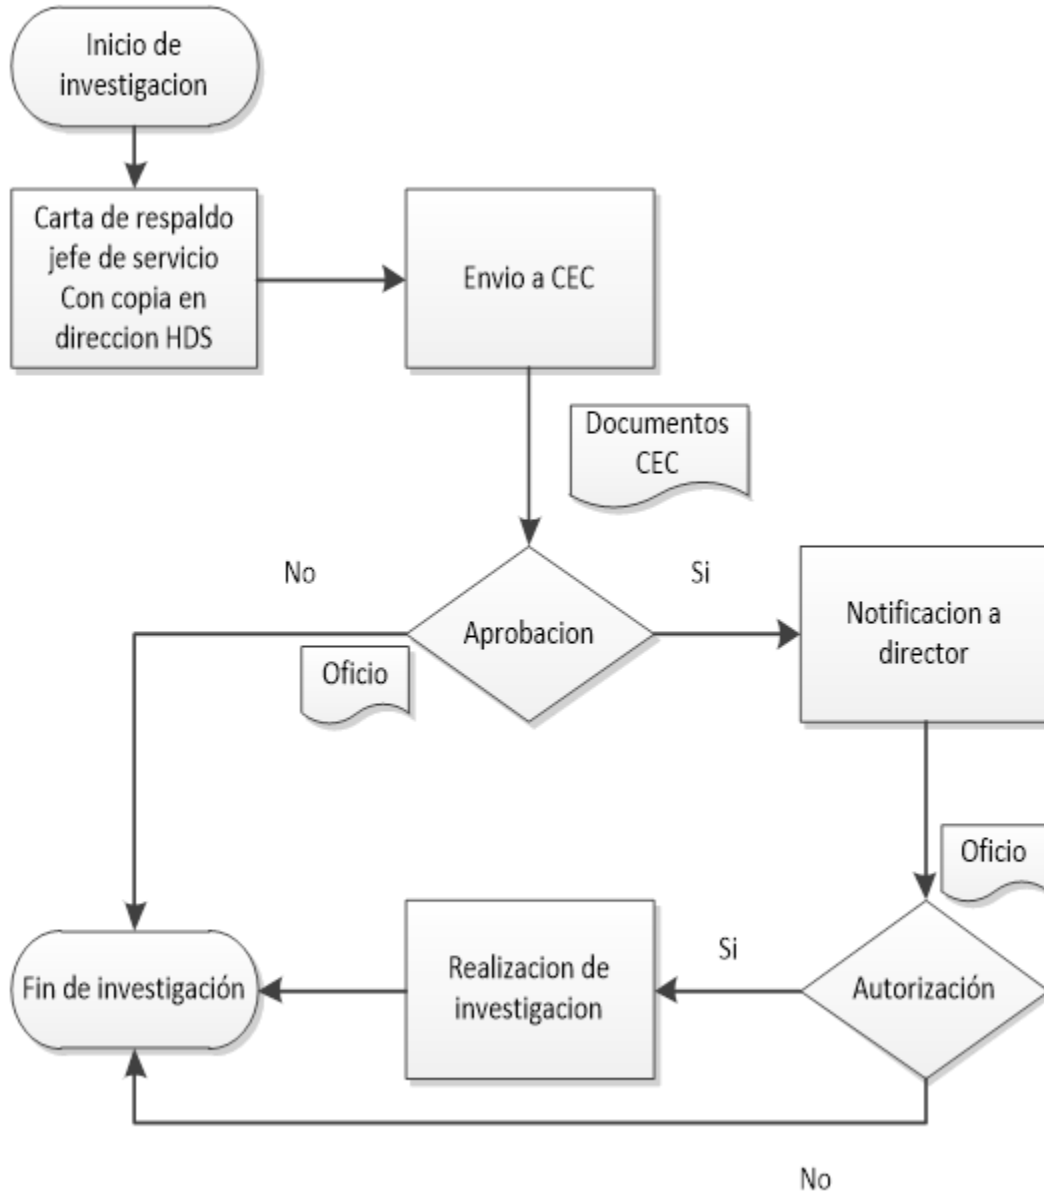 Inicio de
investigacion
Carta de respaldo
jefe de servicio
Con copia en
direccion HDS
Envio a CEC
Documentos
CEC
No
Aprobacion
Si
Oficio
Notificacion a
director
Oficio
Autorización
Si
Realizacion de
investigacion
Fin de investigación
No